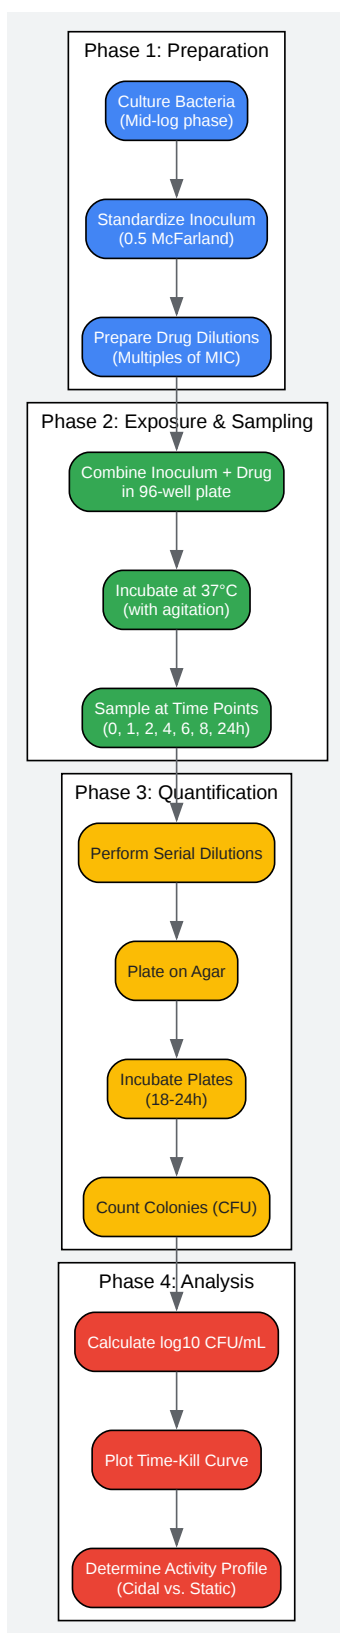 Phase 1: Preparation
Culture Bacteria
(Mid-log phase)
Standardize Inoculum
(0.5 McFarland)
Prepare Drug Dilutions
(Multiples of MIC)
Phase 2: Exposure & Sampling
Combine Inoculum + Drug
in 96-well plate
Incubate at 37°C
(with agitation)
Sample at Time Points
(0, 1, 2, 4, 6, 8, 24h)
Phase 3: Quantification
Perform Serial Dilutions
Plate on Agar
Incubate Plates
(18-24h)
Count Colonies (CFU)
Phase 4: Analysis
Calculate log10 CFU/mL
Plot Time-Kill Curve
Determine Activity Profile
(Cidal vs. Static)